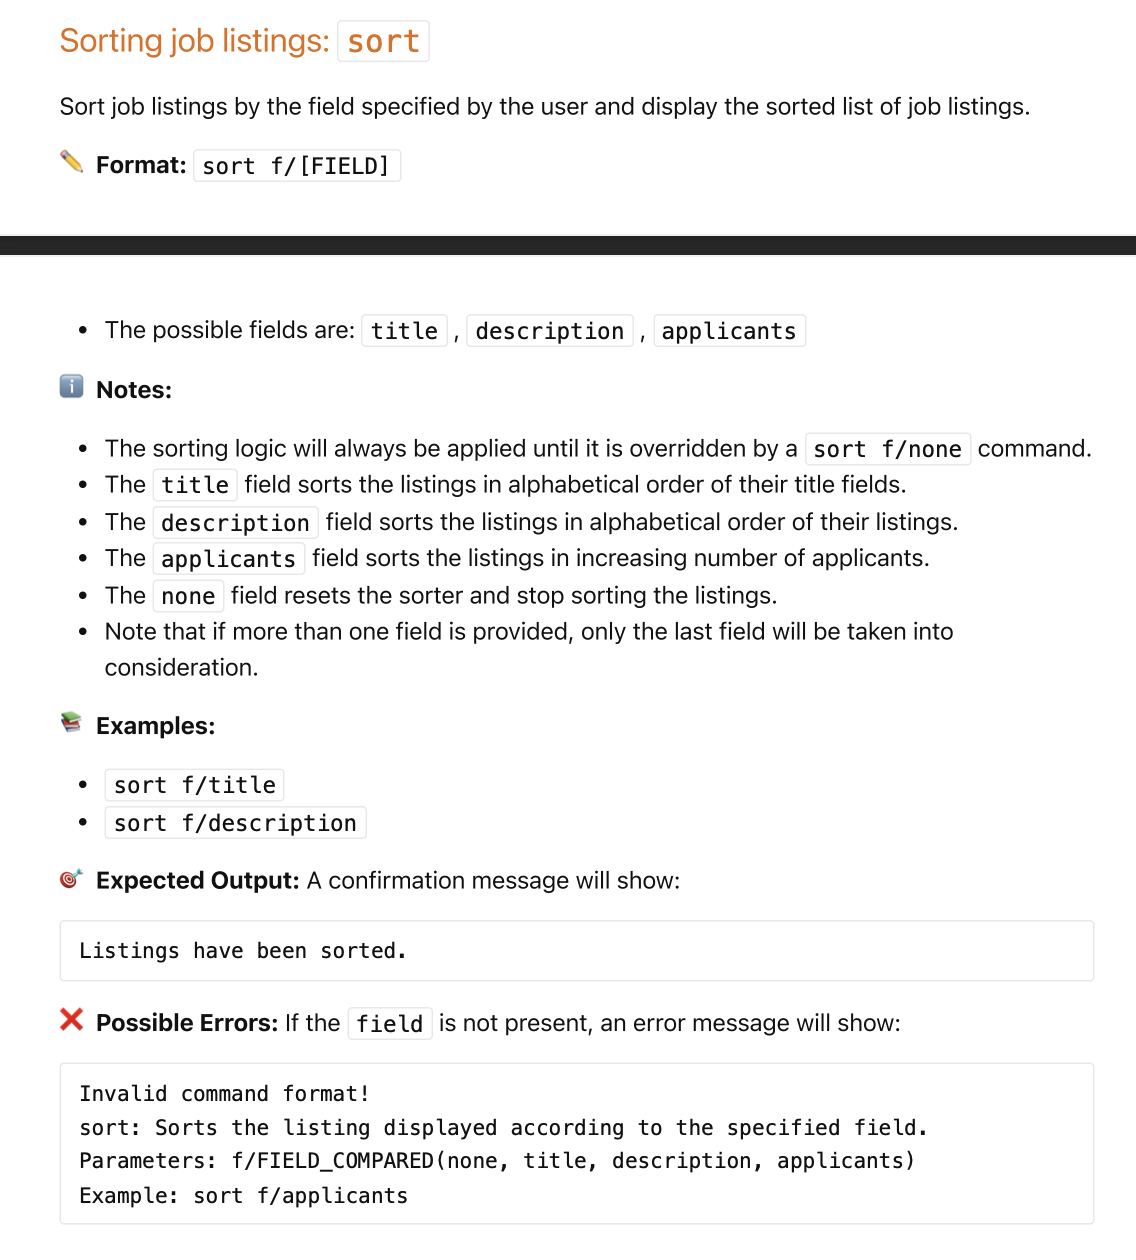 Sorting job listings: sort
Sort job listings by the field specified by the user and display the sorted list of job listings.
Format: sort f/[FIELD]
• The possible fields are: title , description , applicants
Notes:
• The sorting logic will always be applied until it is overridden by a sort f/none command.
• The title field sorts the listings in alphabetical order of their title fields.
• The description field sorts the listings in alphabetical order of their listings.
• The applicants field sorts the listings in increasing number of applicants.
• The none field resets the sorter and stop sorting the listings.
• Note that if more than one field is provided, only the last field will be taken into
consideration.
Examples:
• sort f/title
• sort f/description
Expected Output: A confirmation message will show:
Listings have been sorted.
Possible Errors: If the field is not present, an error message will show:
Invalid command format!
sort: Sorts the listing displayed according to the specified field.
Parameters: f/FIELD_COMPARED(none, title, description, applicants)
Example: sort f/applicants